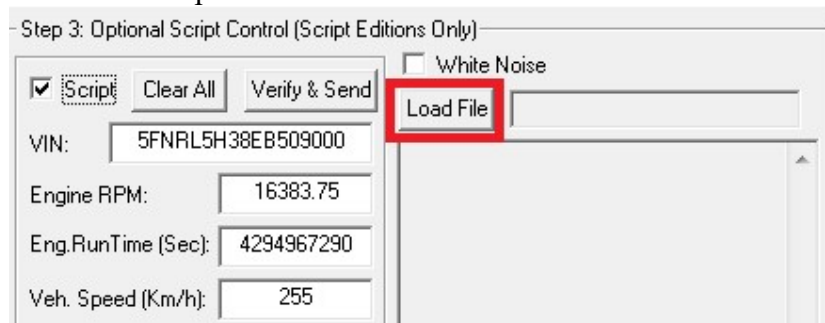 Step 3: Optional Script Control (Script Editions Only)
White Noise
Script Clear All Verify & Send
Load File
VIN: 5FNRL5H38EB509000
Engine RPM: 16383.75
Eng.RunTime (Sec): 4294967290
Veh. Speed (Km/h): 255